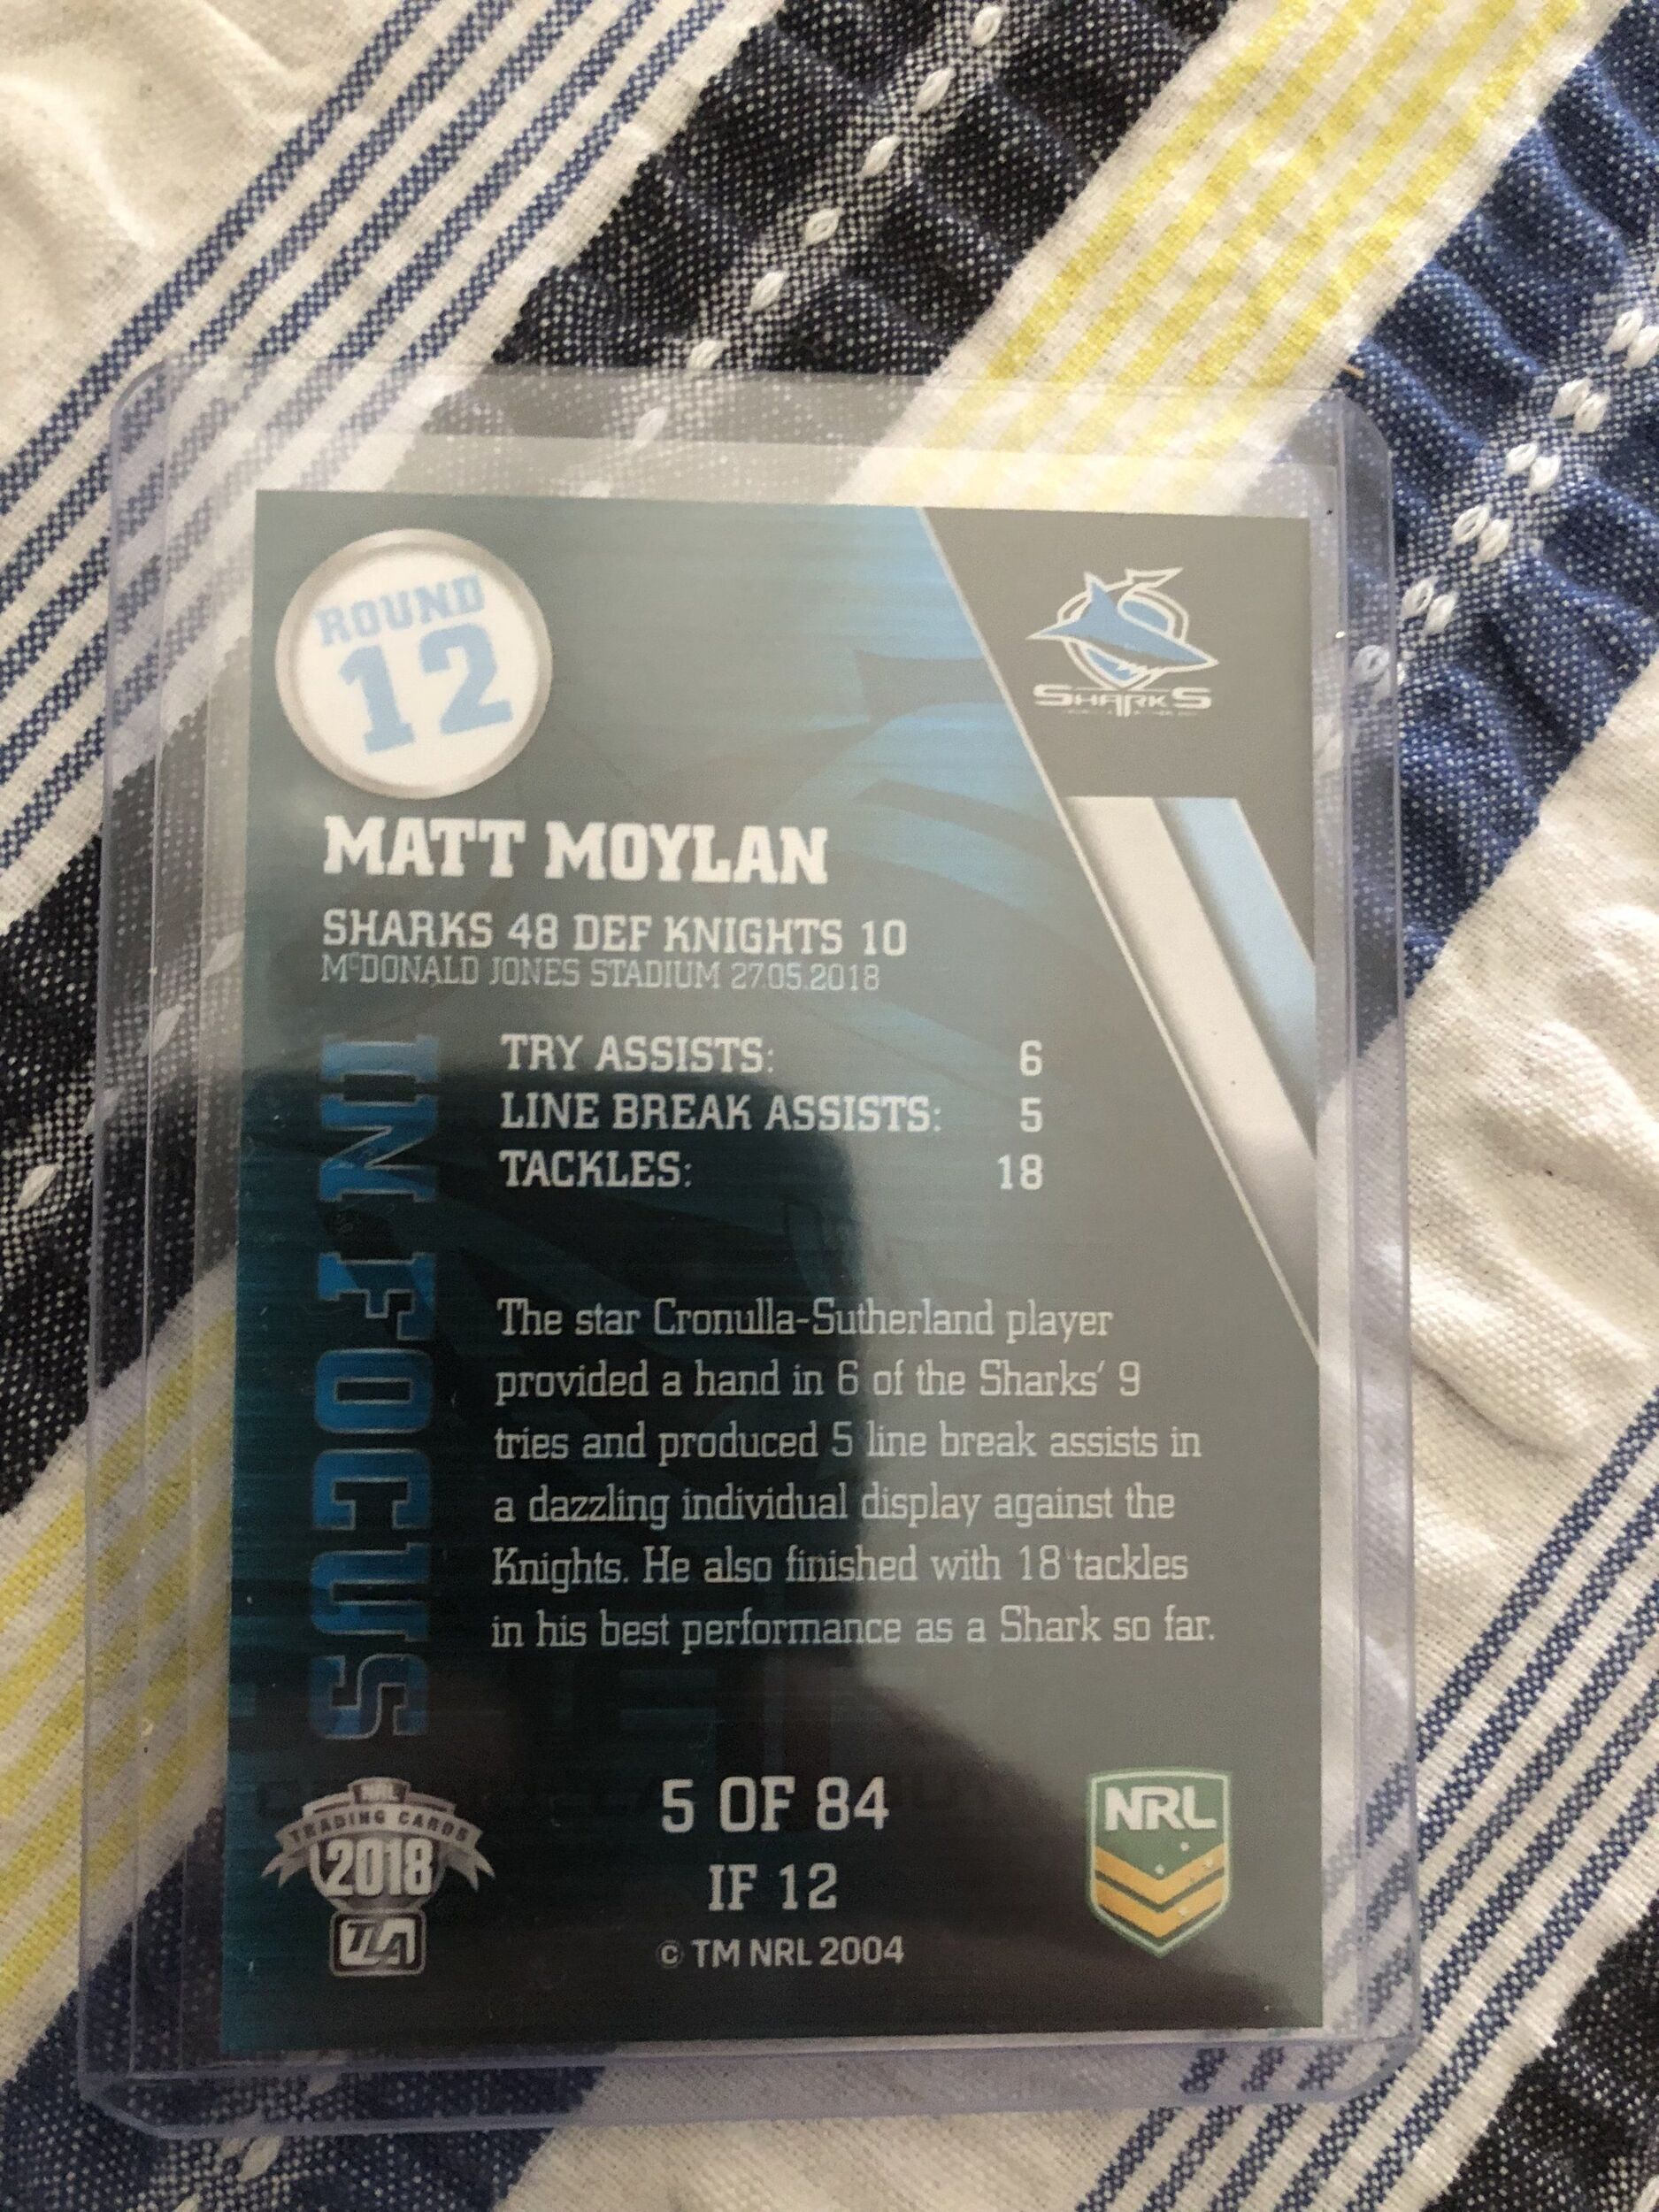 ROUND
12
SHARKS
MATT MOYLAN
SHARKS 48 DEF KNIGHTS 10
McDONALD JONES STADIUM 27.05.2018
IN FOCUS
TRY ASSISTS: 6
LINE BREAK ASSISTS: 5
TACKLES: 18
The star Cronulla-Sutherland player
provided a hand in 6 of the Sharks' 9
tries and produced 5 line break assists in
a dazzling individual display against the
Knights. He also finished with 18 tackles
in his best performance as a Shark so far.
NRL
TRADING CARDS
2018
TLA
5 OF 84
IF 12
© TM NRL 2004
NRL